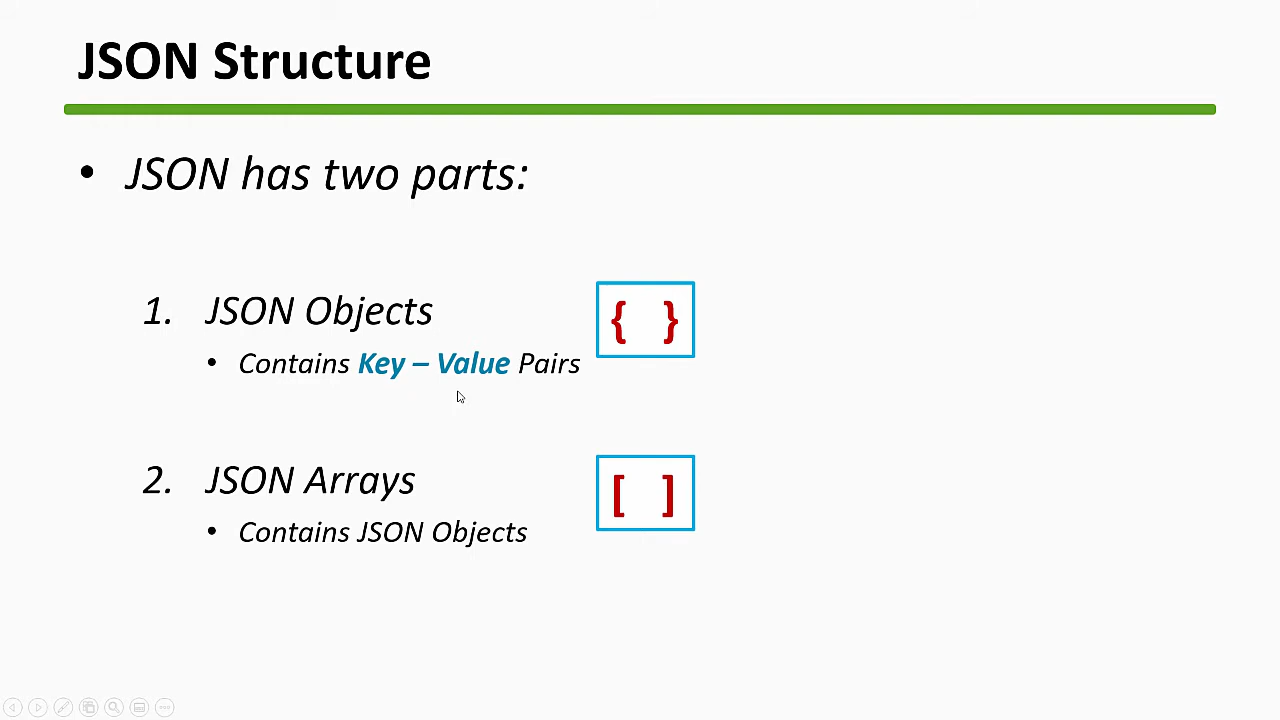 JSON Structure
• JSON has two parts:
1. JSON Objects
{ }
• Contains Key – Value Pairs
2. JSON Arrays
[ ]
• Contains JSON Objects